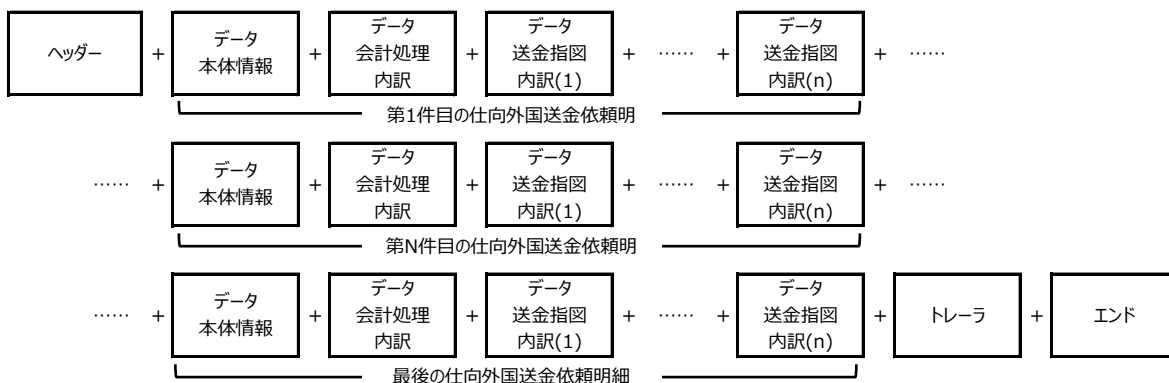 ヘッダー + データ 本体情報 + データ 会計処理 内訳 + データ 送金指図 内訳(1) + …… + データ 送金指図 内訳(n) + ……
第1件目の仕向外国送金依頼明
…… + データ 本体情報 + データ 会計処理 内訳 + データ 送金指図 内訳(1) + …… + データ 送金指図 内訳(n) + ……
第N件目の仕向外国送金依頼明
…… + データ 本体情報 + データ 会計処理 内訳 + データ 送金指図 内訳(1) + …… + データ 送金指図 内訳(n) + トレーラ + エンド
最後の仕向外国送金依頼明細